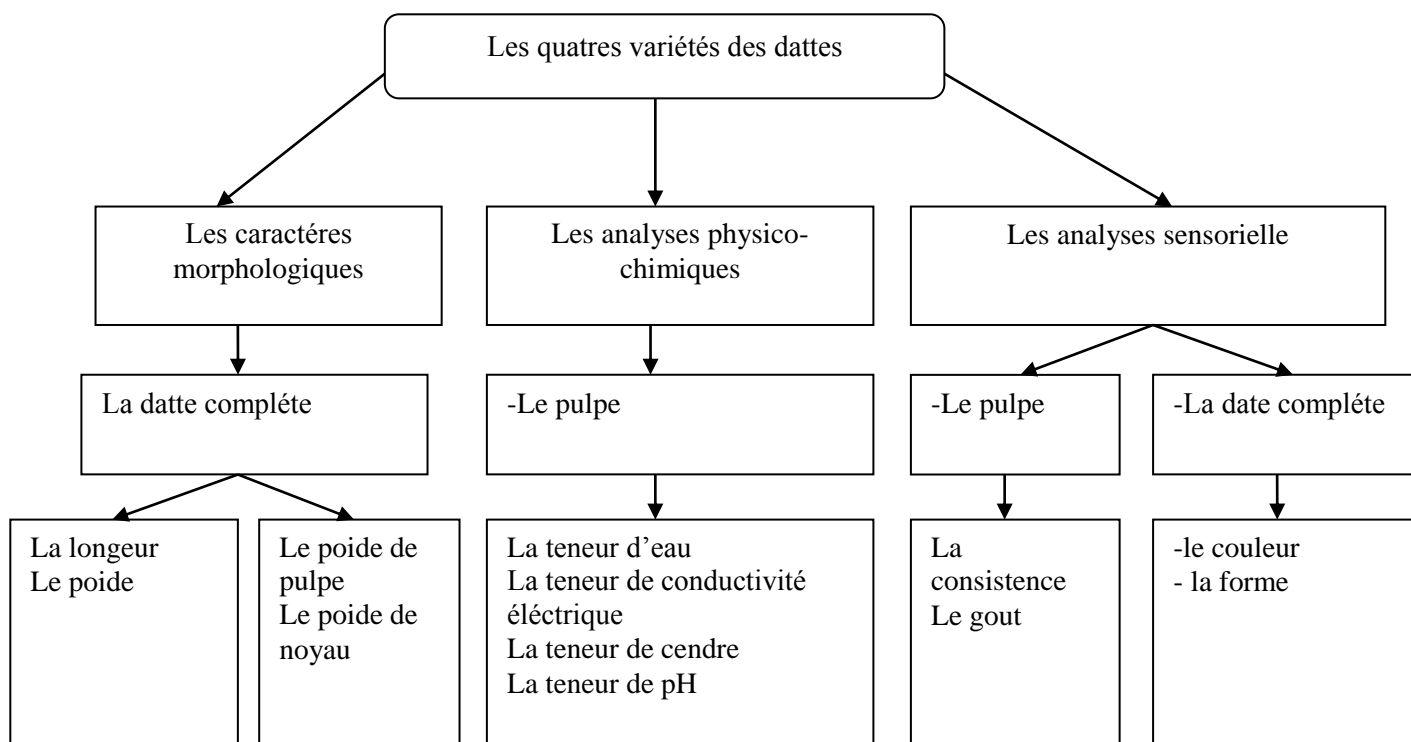 Les quatres variétés des dattes
Les caractéres
morphologiques
Les analyses physico-
chimiques
Les analyses sensorielle
La datte compléte
-Le pulpe
-Le pulpe
-La date compléte
La longeur
Le poide
Le poide de
pulpe
Le poide de
noyau
La teneur d’eau
La teneur de conductivité
éléctrique
La teneur de cendre
La teneur de pH
La
consistence
Le gout
-le couleur
- la forme